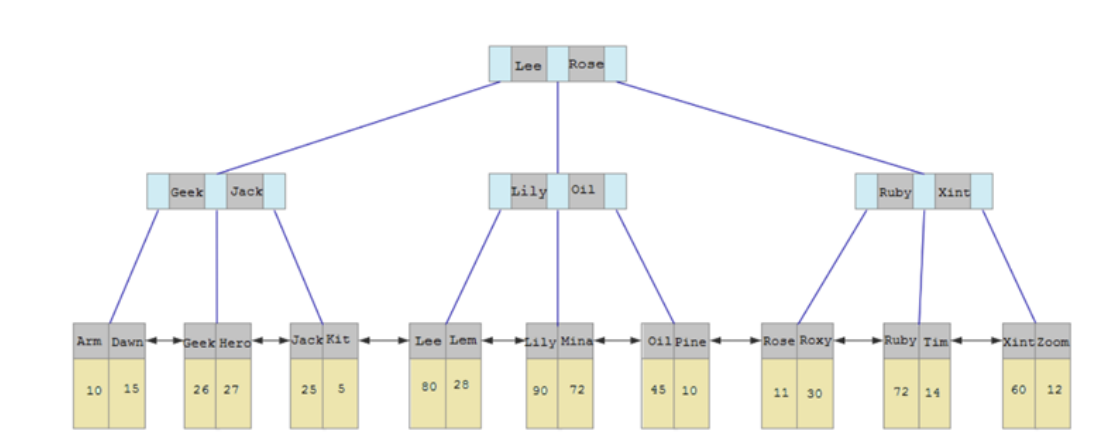 Lee Rose
Geek Jack Lily Oil Ruby Xint
Arm Dawn Geek Hero Jack Kit Lee Lem Lily Mina Oil Pine Rose Roxy Ruby Tim Xint Zoom
10 15 26 27 25 5 80 28 90 72 45 10 11 30 72 14 60 12